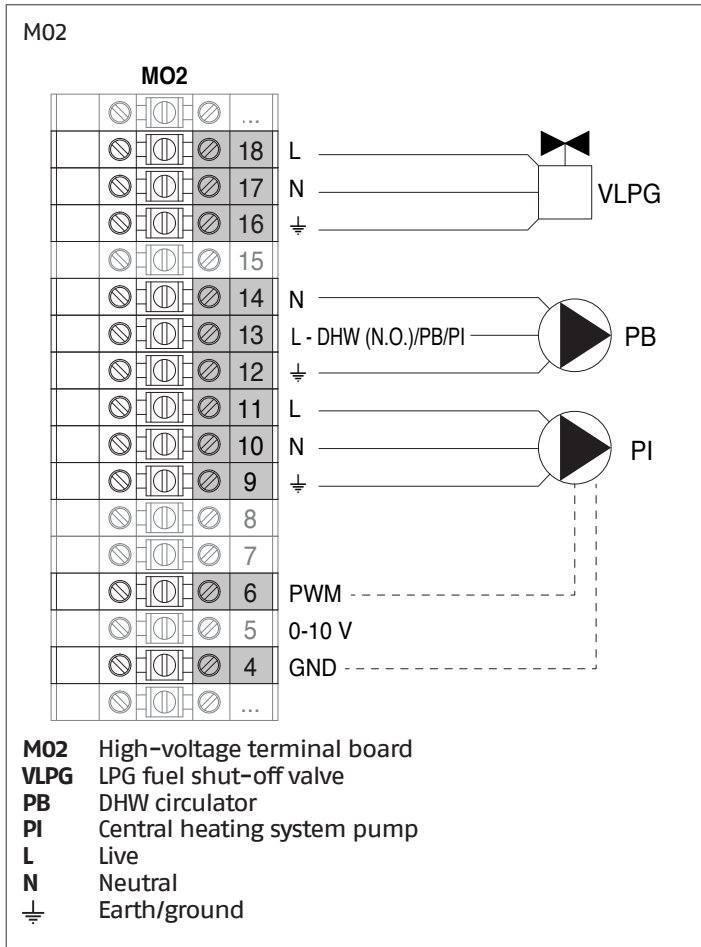 M02
MO2
...
18 L
17 N VLPG
16 ⏚
15
14 N
13 L - DHW (N.O.)/PB/PI PB
12 ⏚
11 L
10 N PI
9 ⏚
8
7
6 PWM
5 0-10 V
4 GND
...
M02 High-voltage terminal board
VLPG LPG fuel shut-off valve
PB DHW circulator
PI Central heating system pump
L Live
N Neutral
⏚ Earth/ground